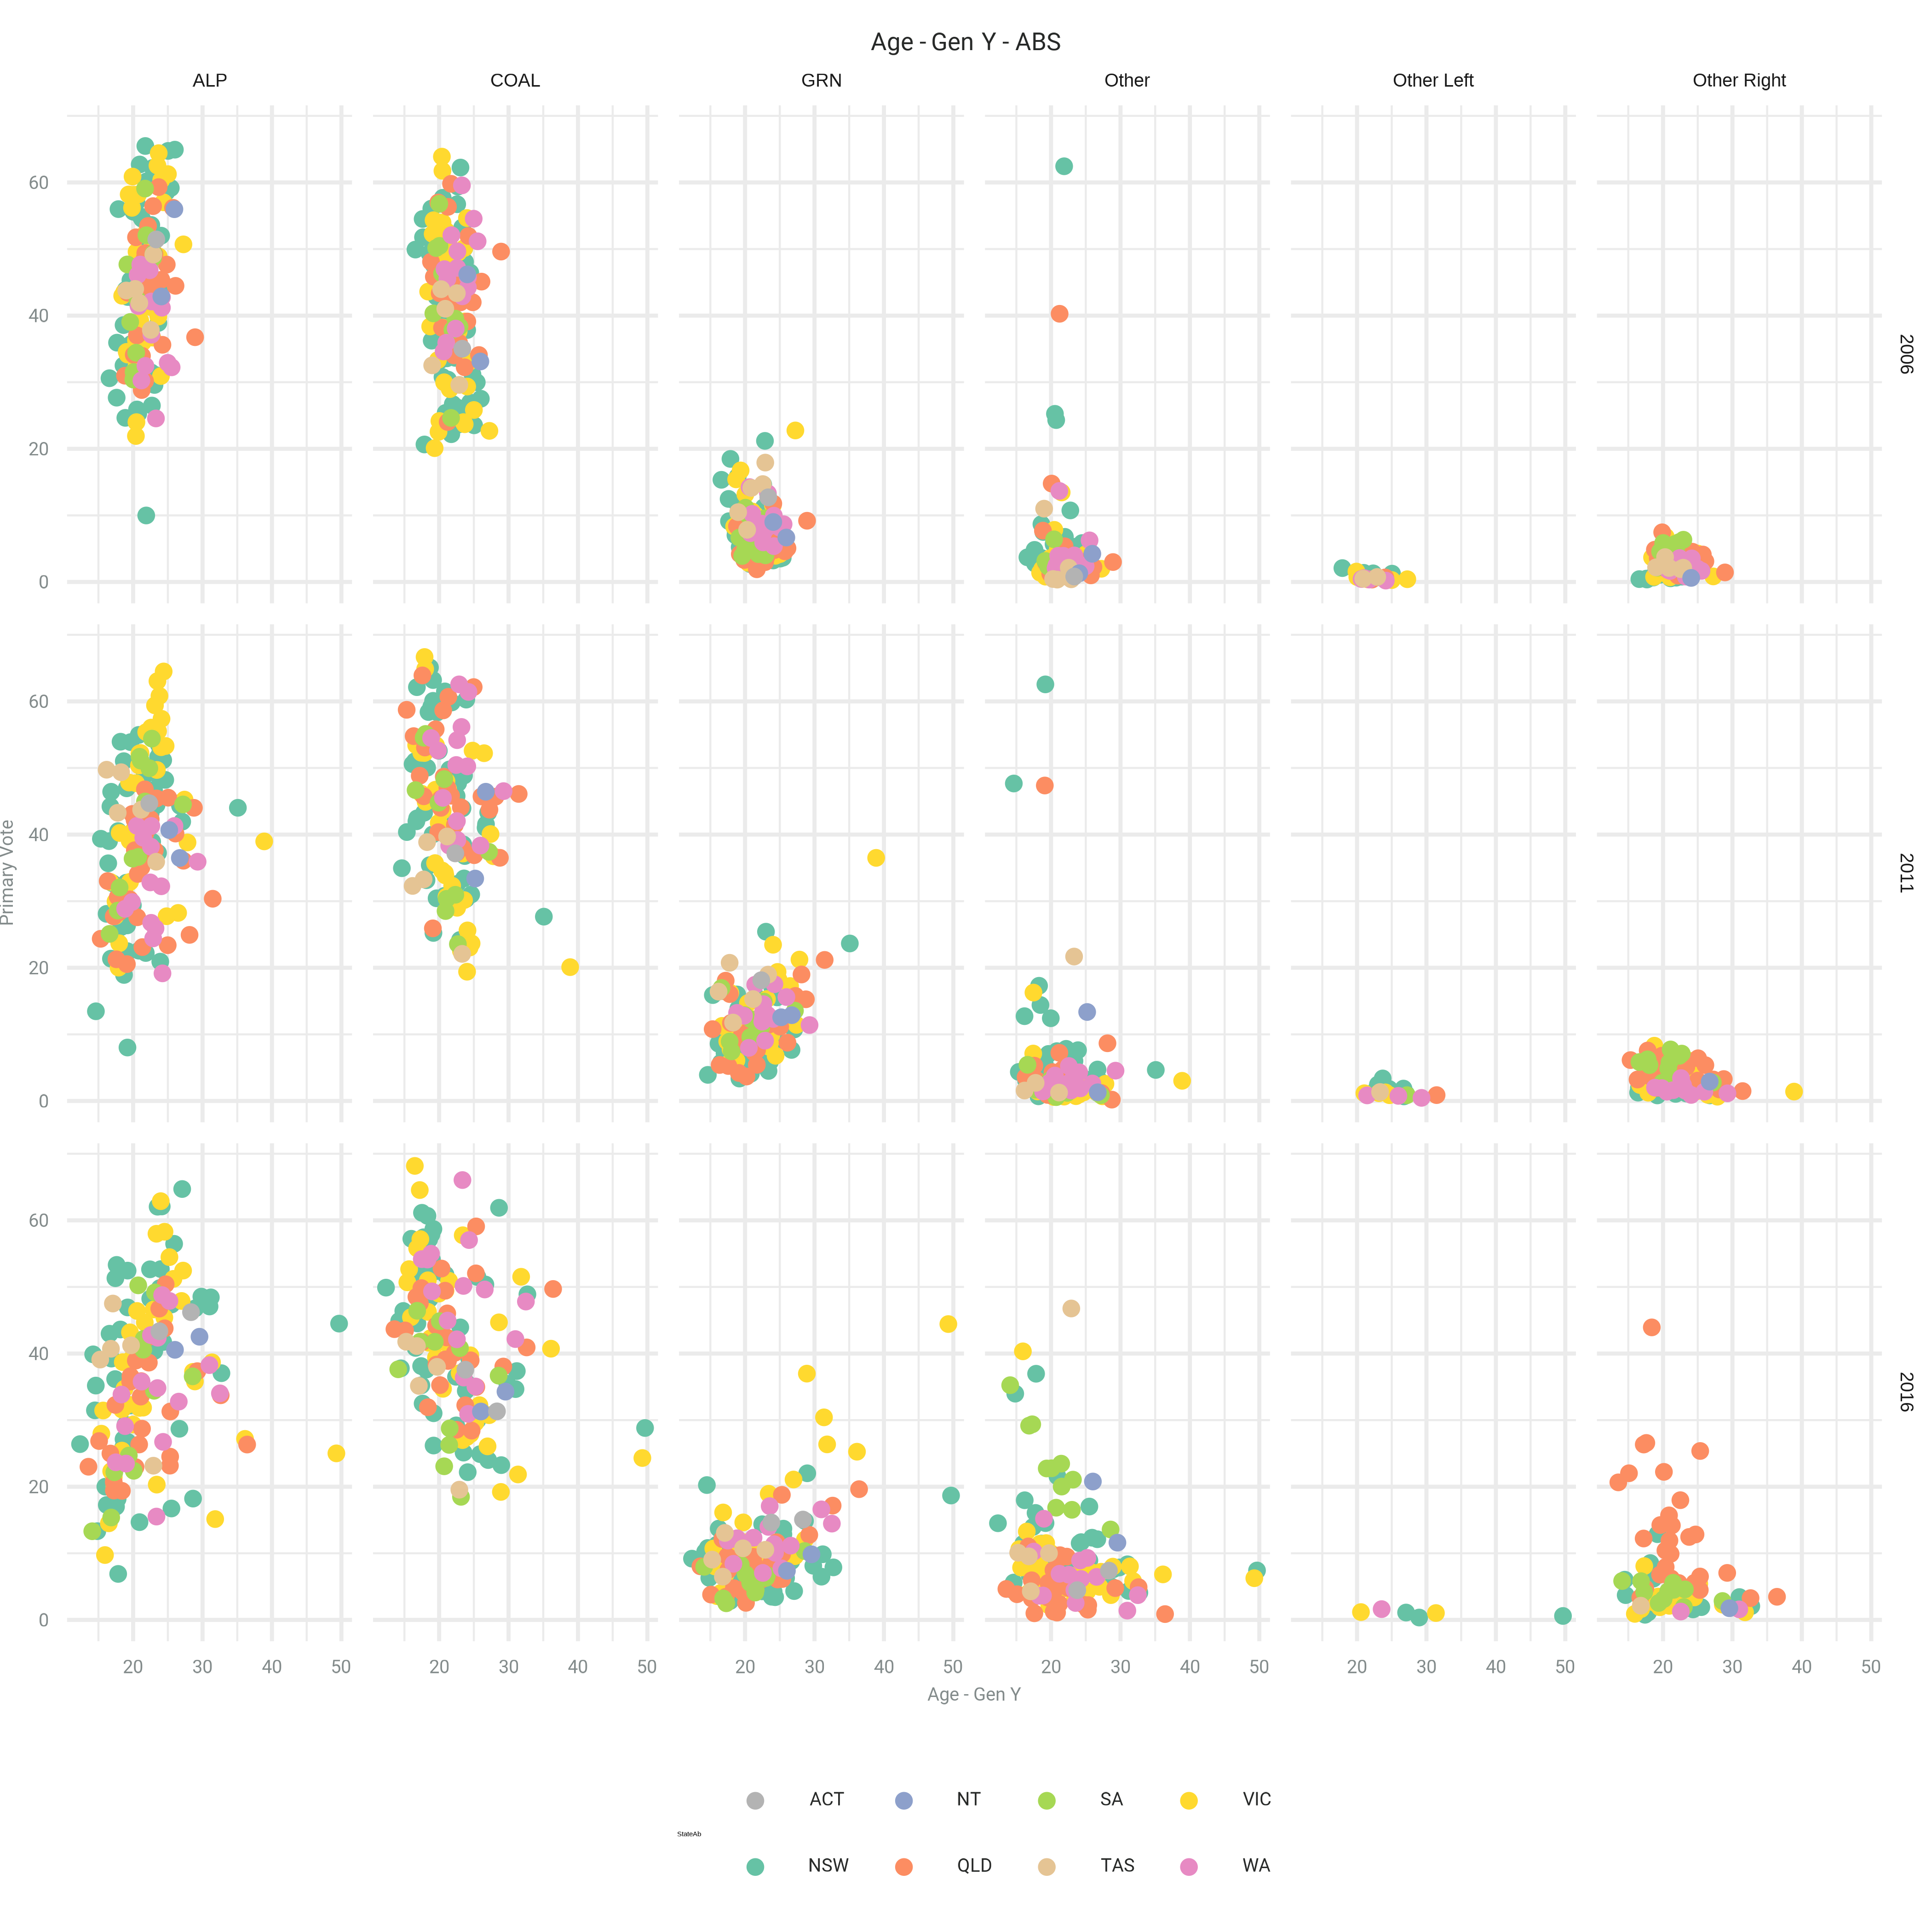 Age - Gen Y - ABS
ALP COAL GRN Other Other Left Other Right
60
40
20
0
2006
60
40
20
0
2011
Primary Vote
60
40
20
0
2016
20 30 40 50 20 30 40 50 20 30 40 50 20 30 40 50 20 30 40 50 20 30 40 50
Age - Gen Y
ACT NT SA VIC
StateAb
NSW QLD TAS WA